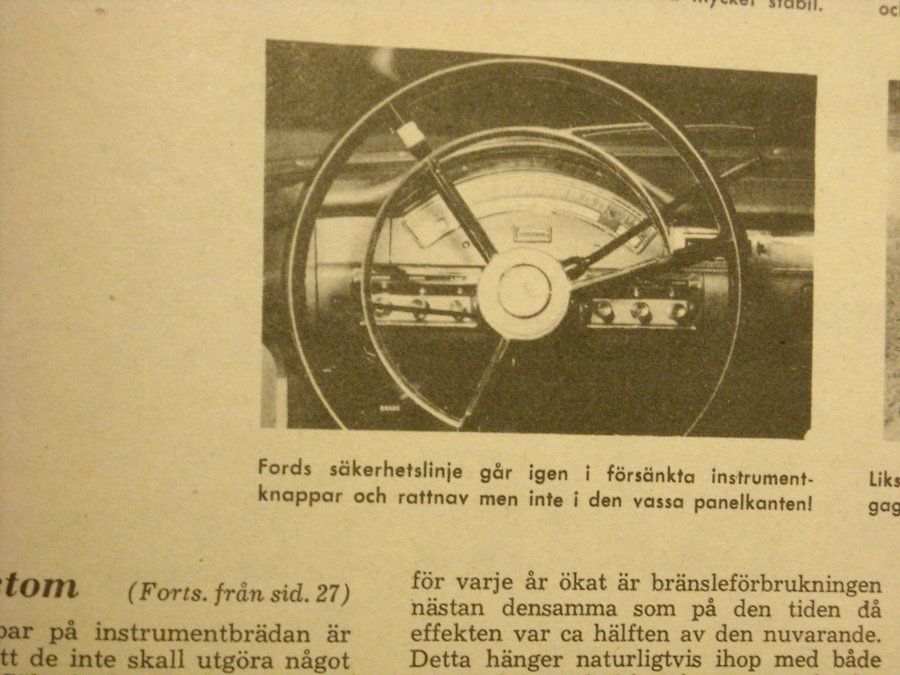 mycket stabil.
Fords säkerhetslinje går igen i försänkta instrument-
knappar och rattnav men inte i den vassa panelkanten!
Liks
gag
tom (Forts. från sid. 27)
par på instrumentbrädan är
tt de inte skall utgöra något
för varje år ökat är bränsleförbrukningen
nästan densamma som på den tiden då
effekten var ca hälften av den nuvarande.
Detta hänger naturligtvis ihop med både